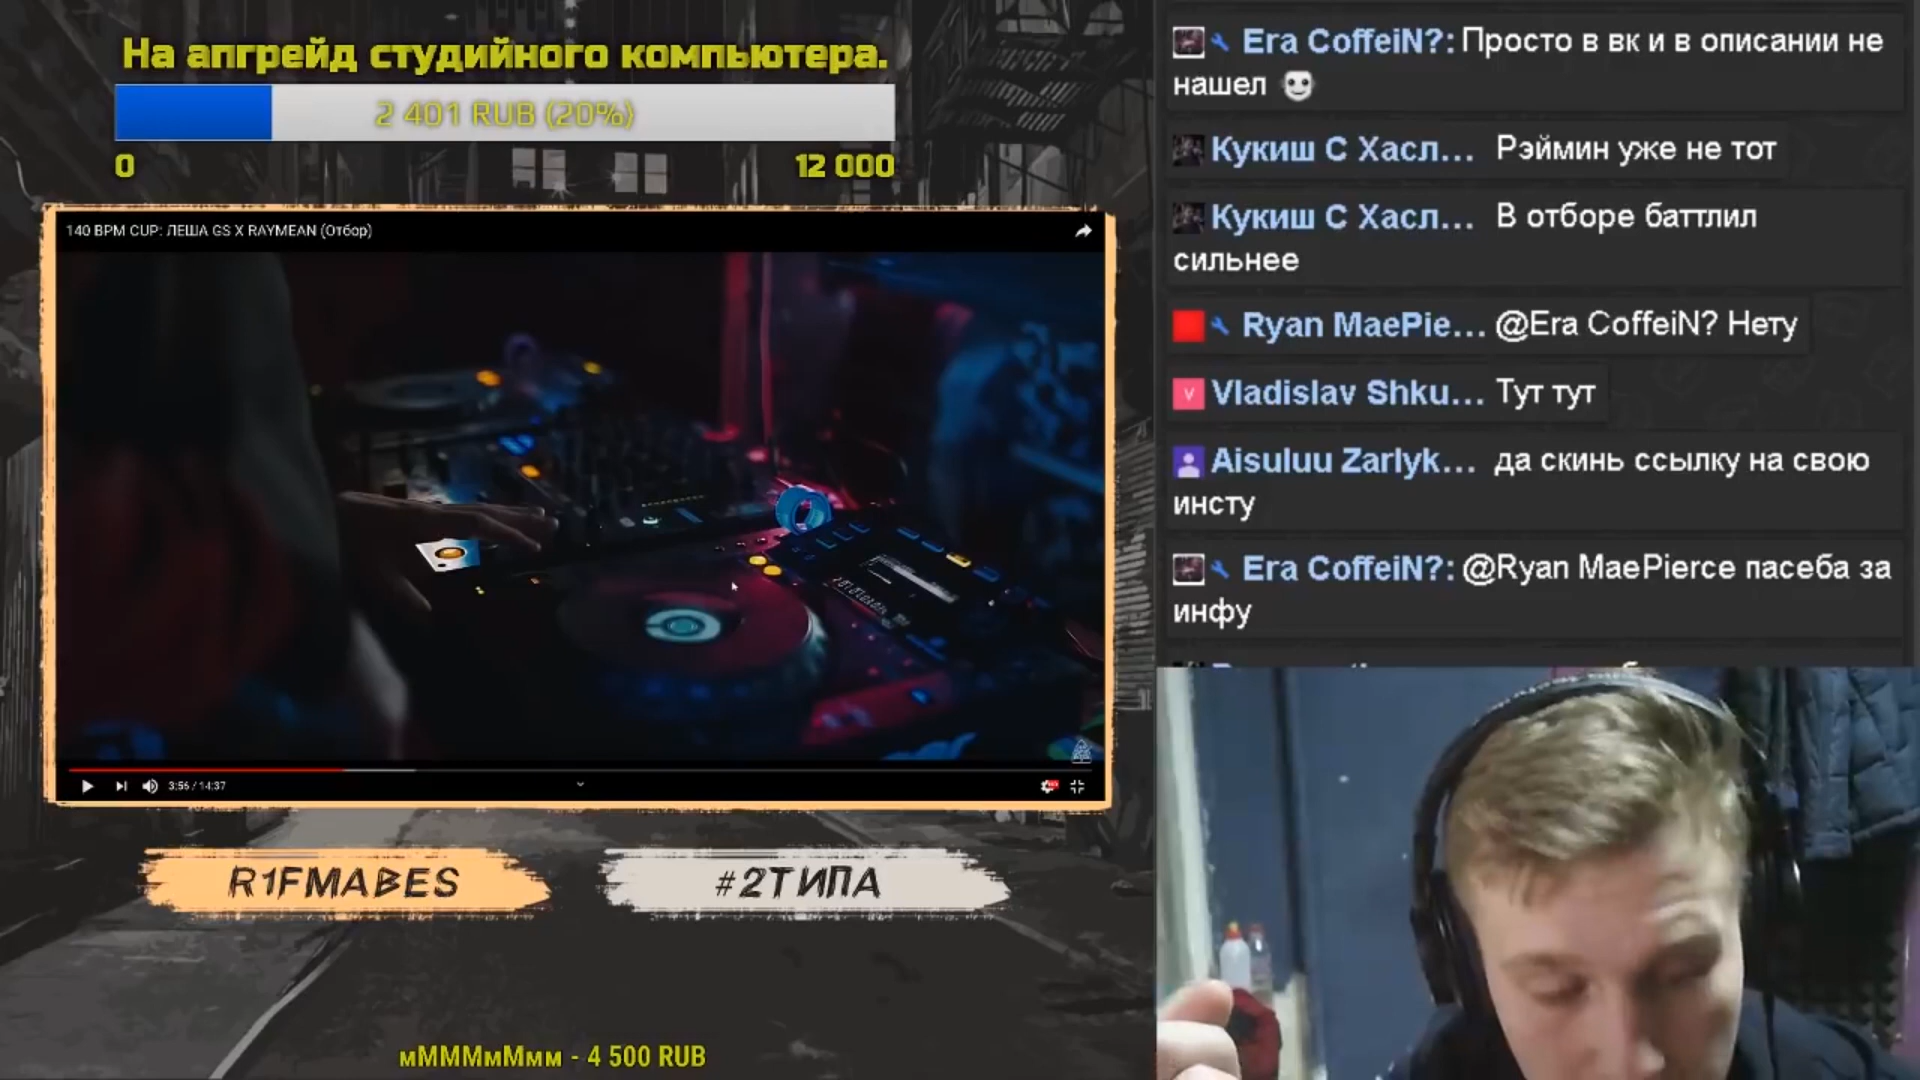 На апгрейд студийного компьютера.
2 401 RUB (20%)
0
12 000
140 BPM CUP: ЛЕША GS X RAYMEAN (Отбор)
3:56 / 14:37
R1FMABES
#2ТИПА
мМММмМмм - 4 500 RUB
Era CoffeiN?: Просто в вк и в описании не
нашел
Кукиш С Хасл... Рэймин уже не тот
Кукиш С Хасл... В отборе баттлил
сильнее
Ryan MaePie... @Era CoffeiN? Нету
V Vladislav Shku... Тут тут
Aisuluu Zarlyk... да скинь ссылку на свою
инсту
Era CoffeiN?: @Ryan MaePierce пасеба за
инфу